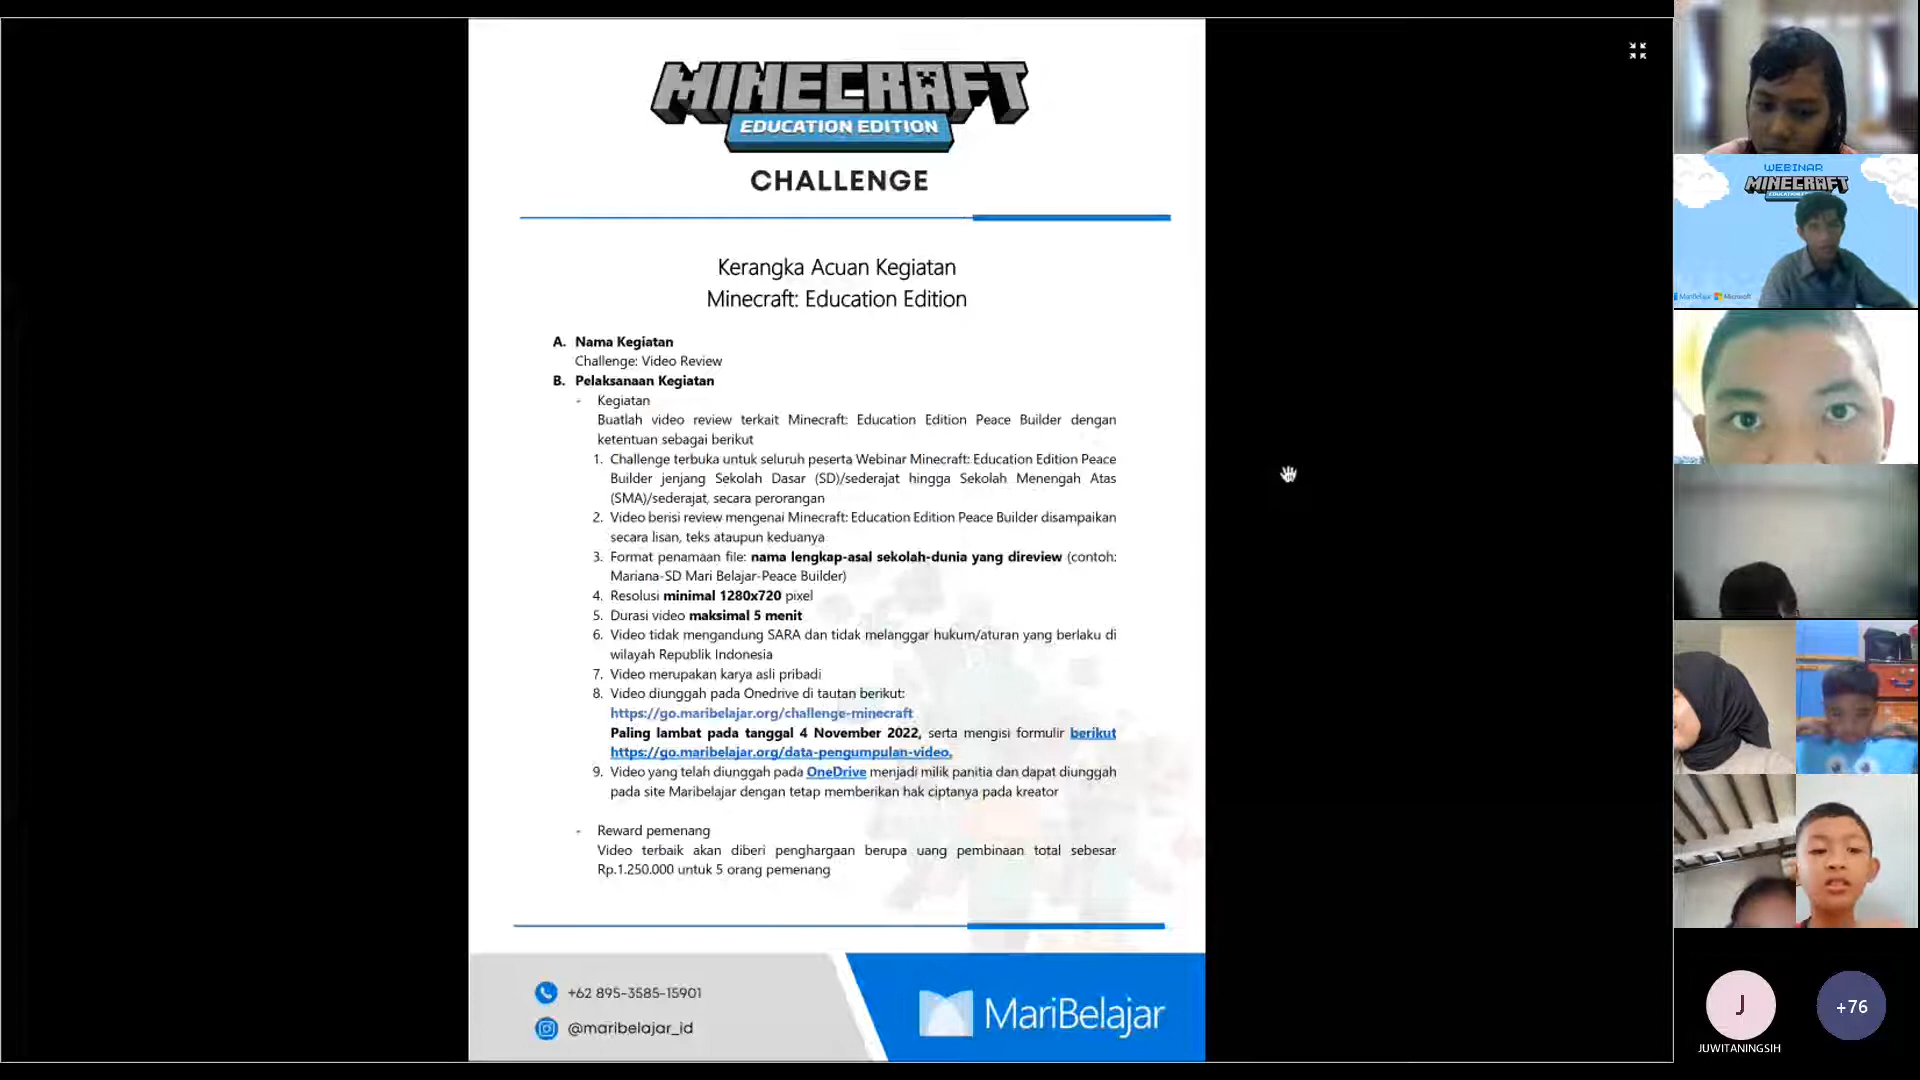 MINECRAFT
EDUCATION EDITION
CHALLENGE
Kerangka Acuan Kegiatan
Minecraft: Education Edition
A. Nama Kegiatan
Challenge: Video Review
B. Pelaksanaan Kegiatan
- Kegiatan
Buatlah video review terkait Minecraft: Education Edition Peace Builder dengan
ketentuan sebagai berikut
1. Challenge terbuka untuk seluruh peserta Webinar Minecraft: Education Edition Peace
Builder jenjang Sekolah Dasar (SD)/sederajat hingga Sekolah Menengah Atas
(SMA)/sederajat, secara perorangan
2. Video berisi review mengenai Minecraft: Education Edition Peace Builder disampaikan
secara lisan, teks ataupun keduanya
3. Format penamaan file: nama lengkap-asal sekolah-dunia yang direview (contoh:
Mariana-SD Mari Belajar-Peace Builder)
4. Resolusi minimal 1280x720 pixel
5. Durasi video maksimal 5 menit
6. Video tidak mengandung SARA dan tidak melanggar hukum/aturan yang berlaku di
wilayah Republik Indonesia
7. Video merupakan karya asli pribadi
8. Video diunggah pada Onedrive di tautan berikut:
https://go.maribelajar.org/challenge-minecraft
Paling lambat pada tanggal 4 November 2022, serta mengisi formulir berikut
https://go.maribelajar.org/data-pengumpulan-video.
9. Video yang telah diunggah pada OneDrive menjadi milik panitia dan dapat diunggah
pada site Maribelajar dengan tetap memberikan hak ciptanya pada kreator
- Reward pemenang
Video terbaik akan diberi penghargaan berupa uang pembinaan total sebesar
Rp.1.250.000 untuk 5 orang pemenang
+62 895-3585-15901
@maribelajar_id
MariBelajar
WEBINAR
MINECRAFT
MariBelajar Microsoft
J
JUWITANINGSIH
+76